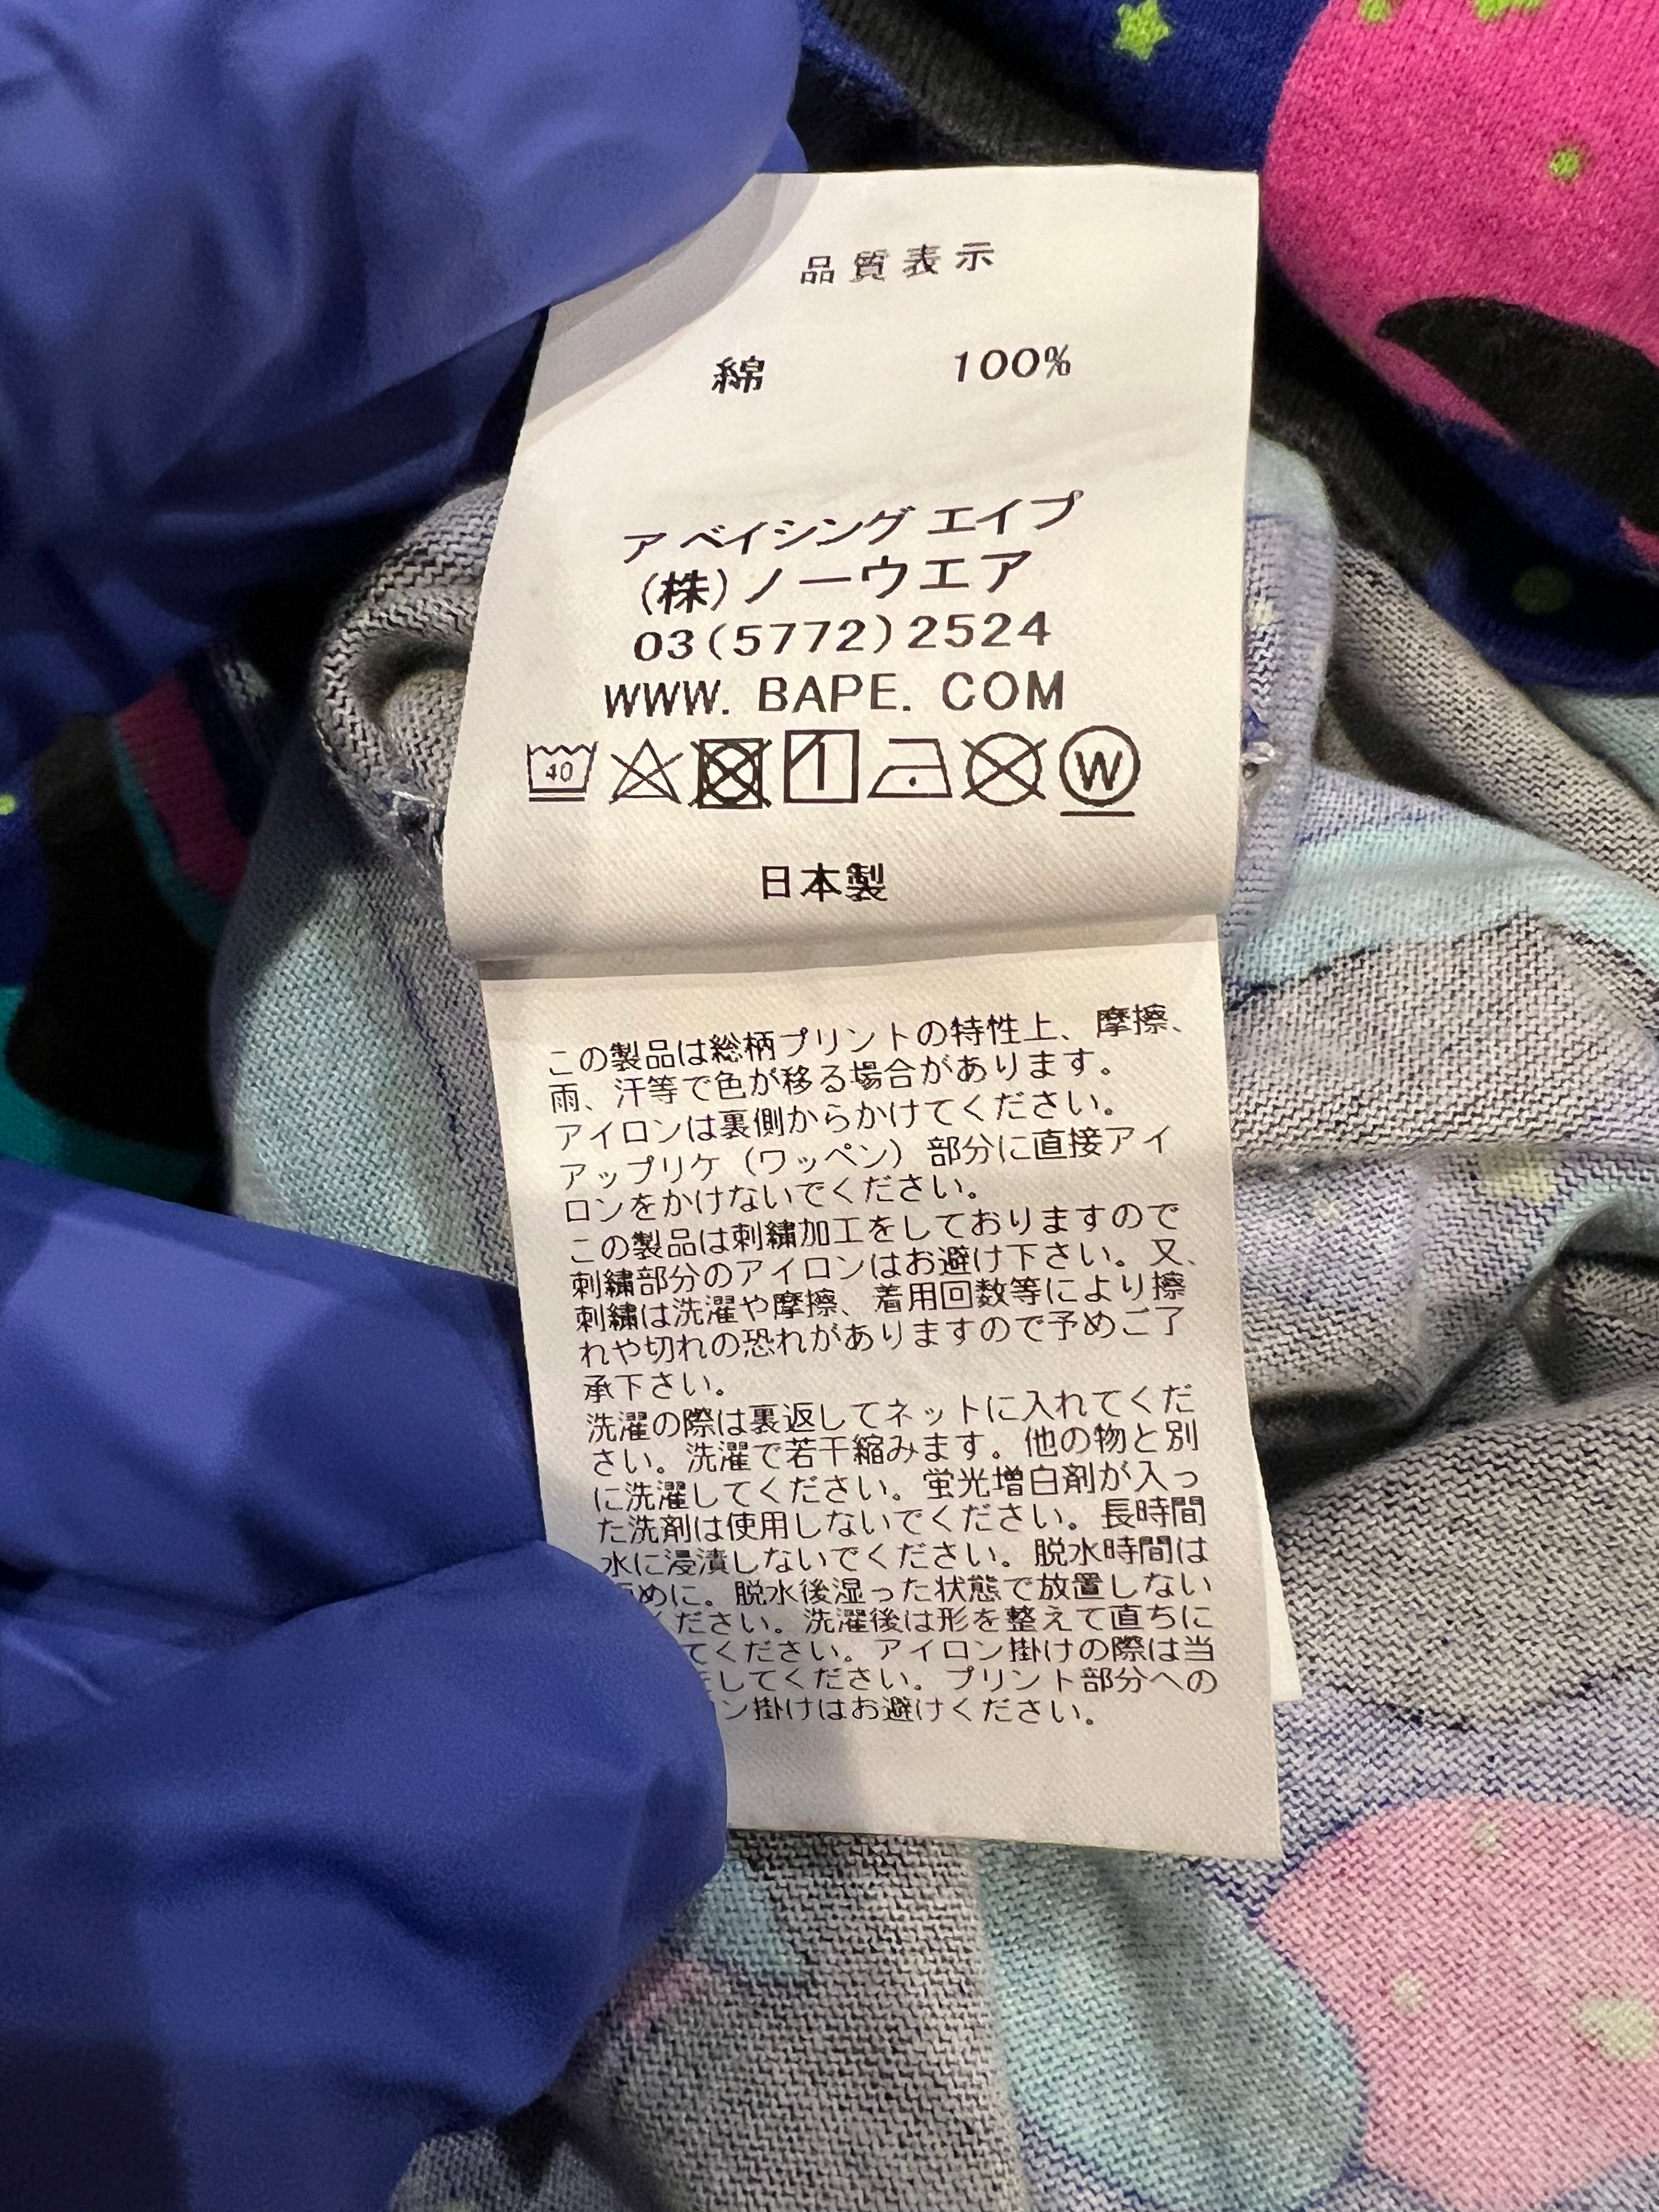 品質表示
綿 100%
ア ベイシング エイプ
(株)ノーウエア
03(5772)2524
WWW. BAPE. COM
40
W
日本製
この製品は総柄プリントの特性上、摩擦、
雨、汗等で色が移る場合があります。
アイロンは裏側からかけてください。
アップリケ（ワッペン）部分に直接アイ
ロンをかけないでください。
この製品は刺繍加工をしておりますので
刺繍部分のアイロンはお避け下さい。又、
刺繍は洗濯や摩擦、着用回数等により擦
れや切れの恐れがありますので予めご了
承下さい。
洗濯の際は裏返してネットに入れてくだ
さい。洗濯で若干縮みます。他の物と別
に洗濯してください。蛍光増白剤が入っ
た洗剤は使用しないでください。長時間
水に浸漬しないでください。脱水時間は
めに。脱水後湿った状態で放置しない
ください。洗濯後は形を整えて直ちに
てください。アイロン掛けの際は当
をしてください。プリント部分への
ン掛けはお避けください。